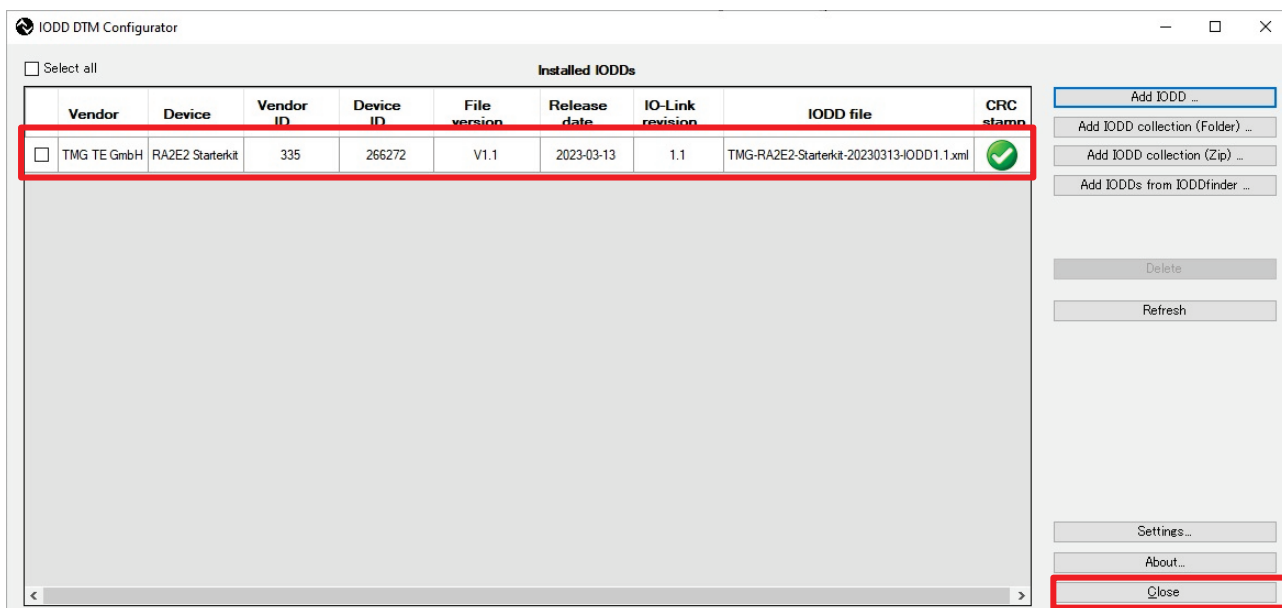 IODD DTM Configurator
Select all
Installed IODDs
Vendor Device Vendor ID Device ID File version Release date IO-Link revision IODD file CRC stamp
TMG TE GmbH RA2E2 Starterkit 335 266272 V1.1 2023-03-13 1.1 TMG-RA2E2-Starterkit-20230313-IODD1.1.xml
Add IODD ...
Add IODD collection (Folder) ...
Add IODD collection (Zip) ...
Add IODDs from IODDfinder ...
Delete
Refresh
Settings...
About...
Close